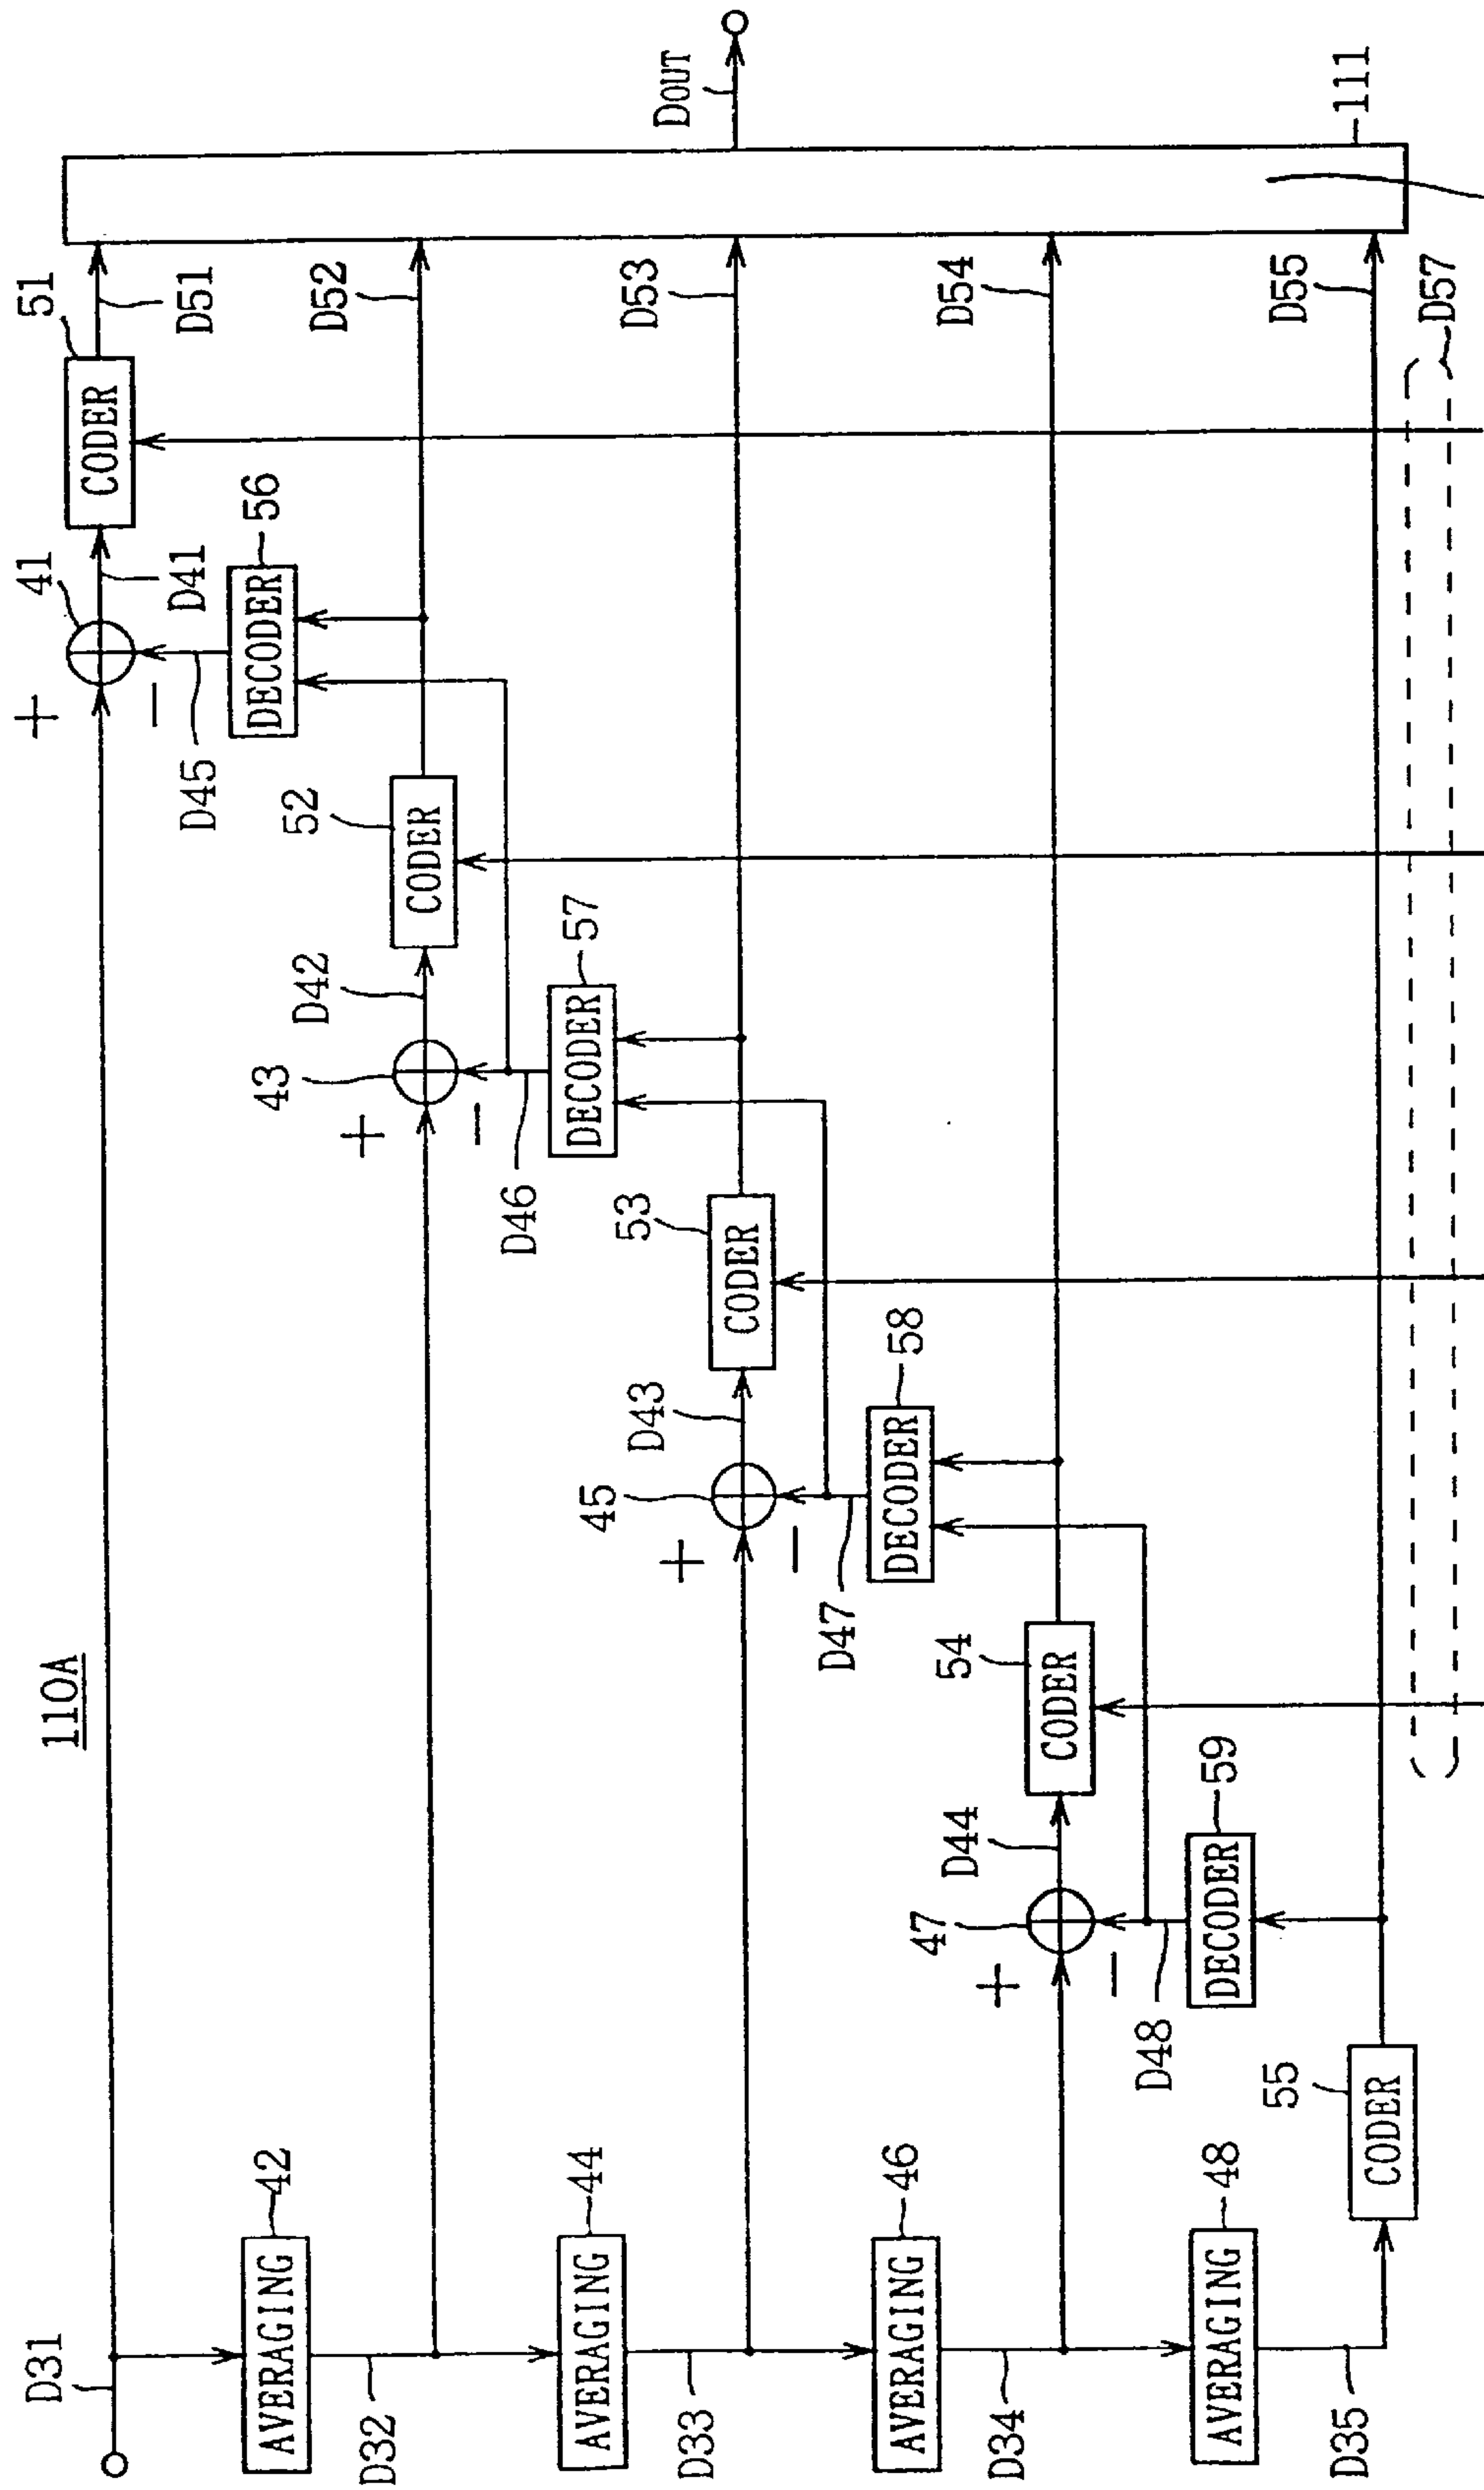 110A
D31
41
+
−
D41
51
CODER
D51
D45
DECODER
56
AVERAGING
42
D32
43
+
−
D42
52
CODER
D52
D46
DECODER
57
DOUT
AVERAGING
44
D33
45
+
−
D43
53
CODER
D53
D47
DECODER
58
AVERAGING
46
D34
47
+
−
D44
54
CODER
D54
D48
DECODER
59
AVERAGING
48
D35
55
CODER
D55
111
D57